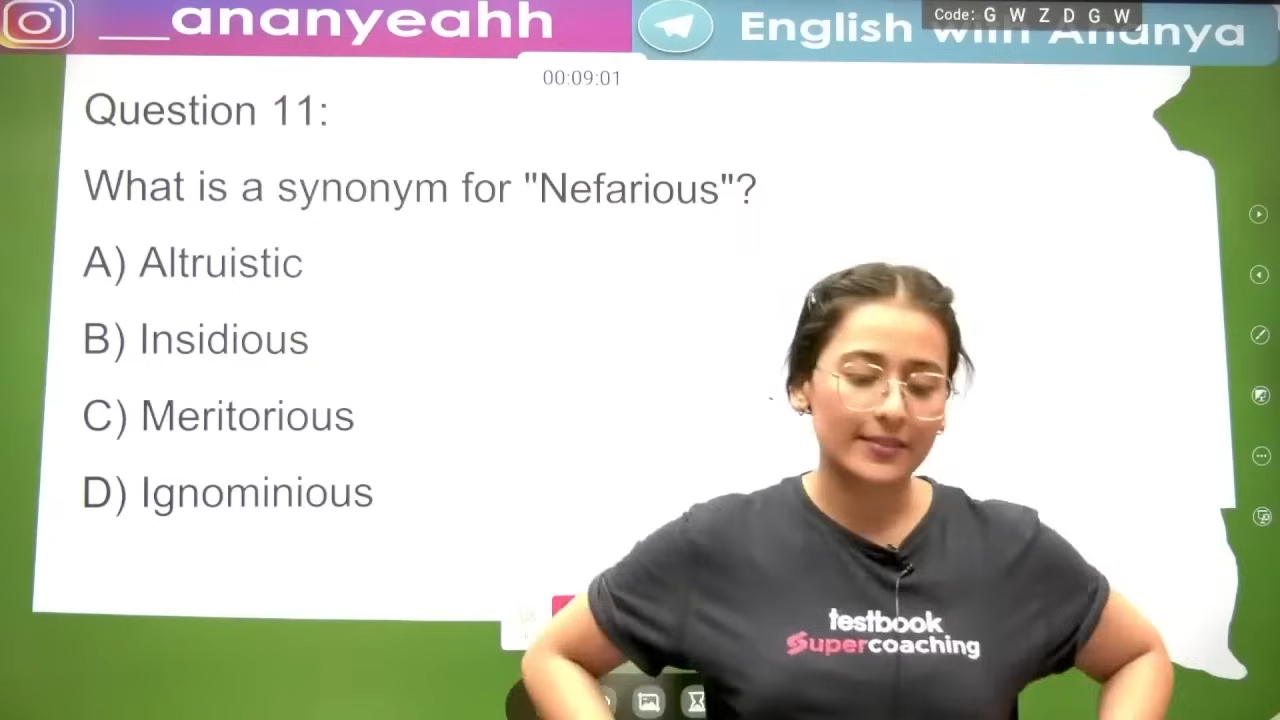 ___ananyeahh
English with Ananya
Code: G W Z D G W
00:09:01
Question 11:
What is a synonym for "Nefarious"?
A) Altruistic
B) Insidious
C) Meritorious
D) Ignominious
testbook
Supercoaching